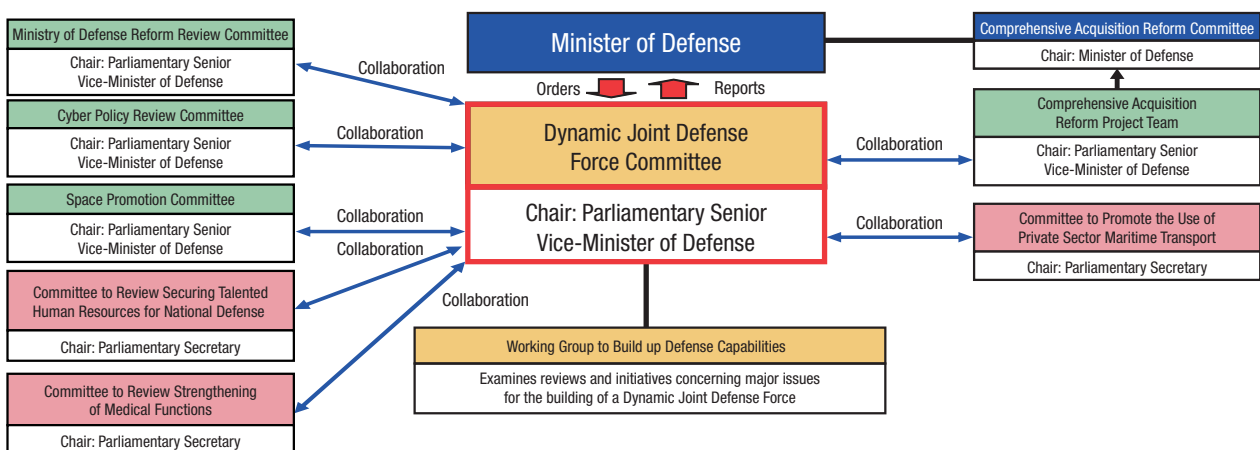 Ministry of Defense Reform Review Committee
Chair: Parliamentary Senior
Vice-Minister of Defense
Cyber Policy Review Committee
Chair: Parliamentary Senior
Vice-Minister of Defense
Space Promotion Committee
Chair: Parliamentary Senior
Vice-Minister of Defense
Committee to Review Securing Talented
Human Resources for National Defense
Chair: Parliamentary Secretary
Committee to Review Strengthening
of Medical Functions
Chair: Parliamentary Secretary
Collaboration
Collaboration
Collaboration
Collaboration
Collaboration
Minister of Defense
Orders
Reports
Dynamic Joint Defense
Force Committee
Chair: Parliamentary Senior
Vice-Minister of Defense
Working Group to Build up Defense Capabilities
Examines reviews and initiatives concerning major issues
for the building of a Dynamic Joint Defense Force
Collaboration
Collaboration
Comprehensive Acquisition Reform Committee
Chair: Minister of Defense
Comprehensive Acquisition
Reform Project Team
Chair: Parliamentary Senior
Vice-Minister of Defense
Committee to Promote the Use of
Private Sector Maritime Transport
Chair: Parliamentary Secretary